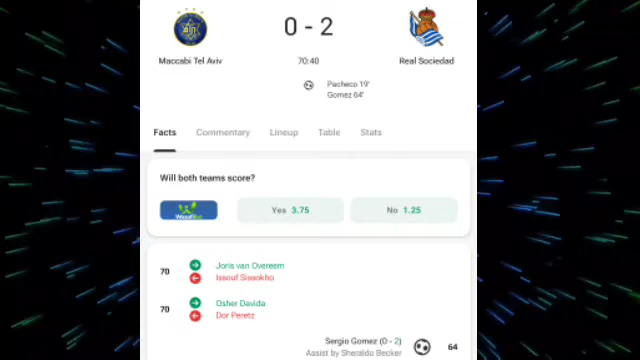 0 - 2
Maccabi Tel Aviv
70:40
Real Sociedad
Pacheco 19'
Gomez 64'
Facts Commentary Lineup Table Stats
Will both teams score?
Yes 3.75
No 1.25
70
Joris van Overeem
Issouf Sissokho
70
Osher Davida
Dor Peretz
Sergio Gomez (0 - 2)
Assist by Sheraldo Becker
64